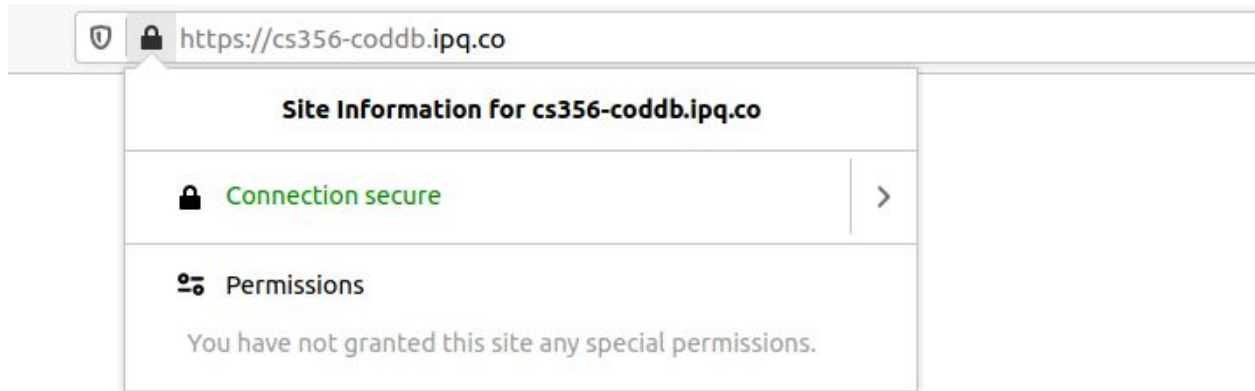 https://cs356-coddb.ipq.co
Site Information for cs356-coddb.ipq.co
Connection secure
Permissions
You have not granted this site any special permissions.